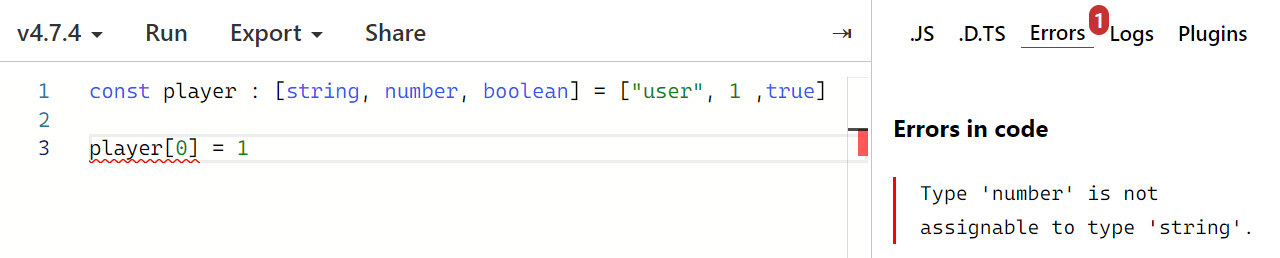 v4.7.4 Run Export Share
.JS .D.TS Errors 1 Logs Plugins
1 const player : [string, number, boolean] = ["user", 1 ,true]
2
3 player[0] = 1
Errors in code
Type 'number' is not
assignable to type 'string'.